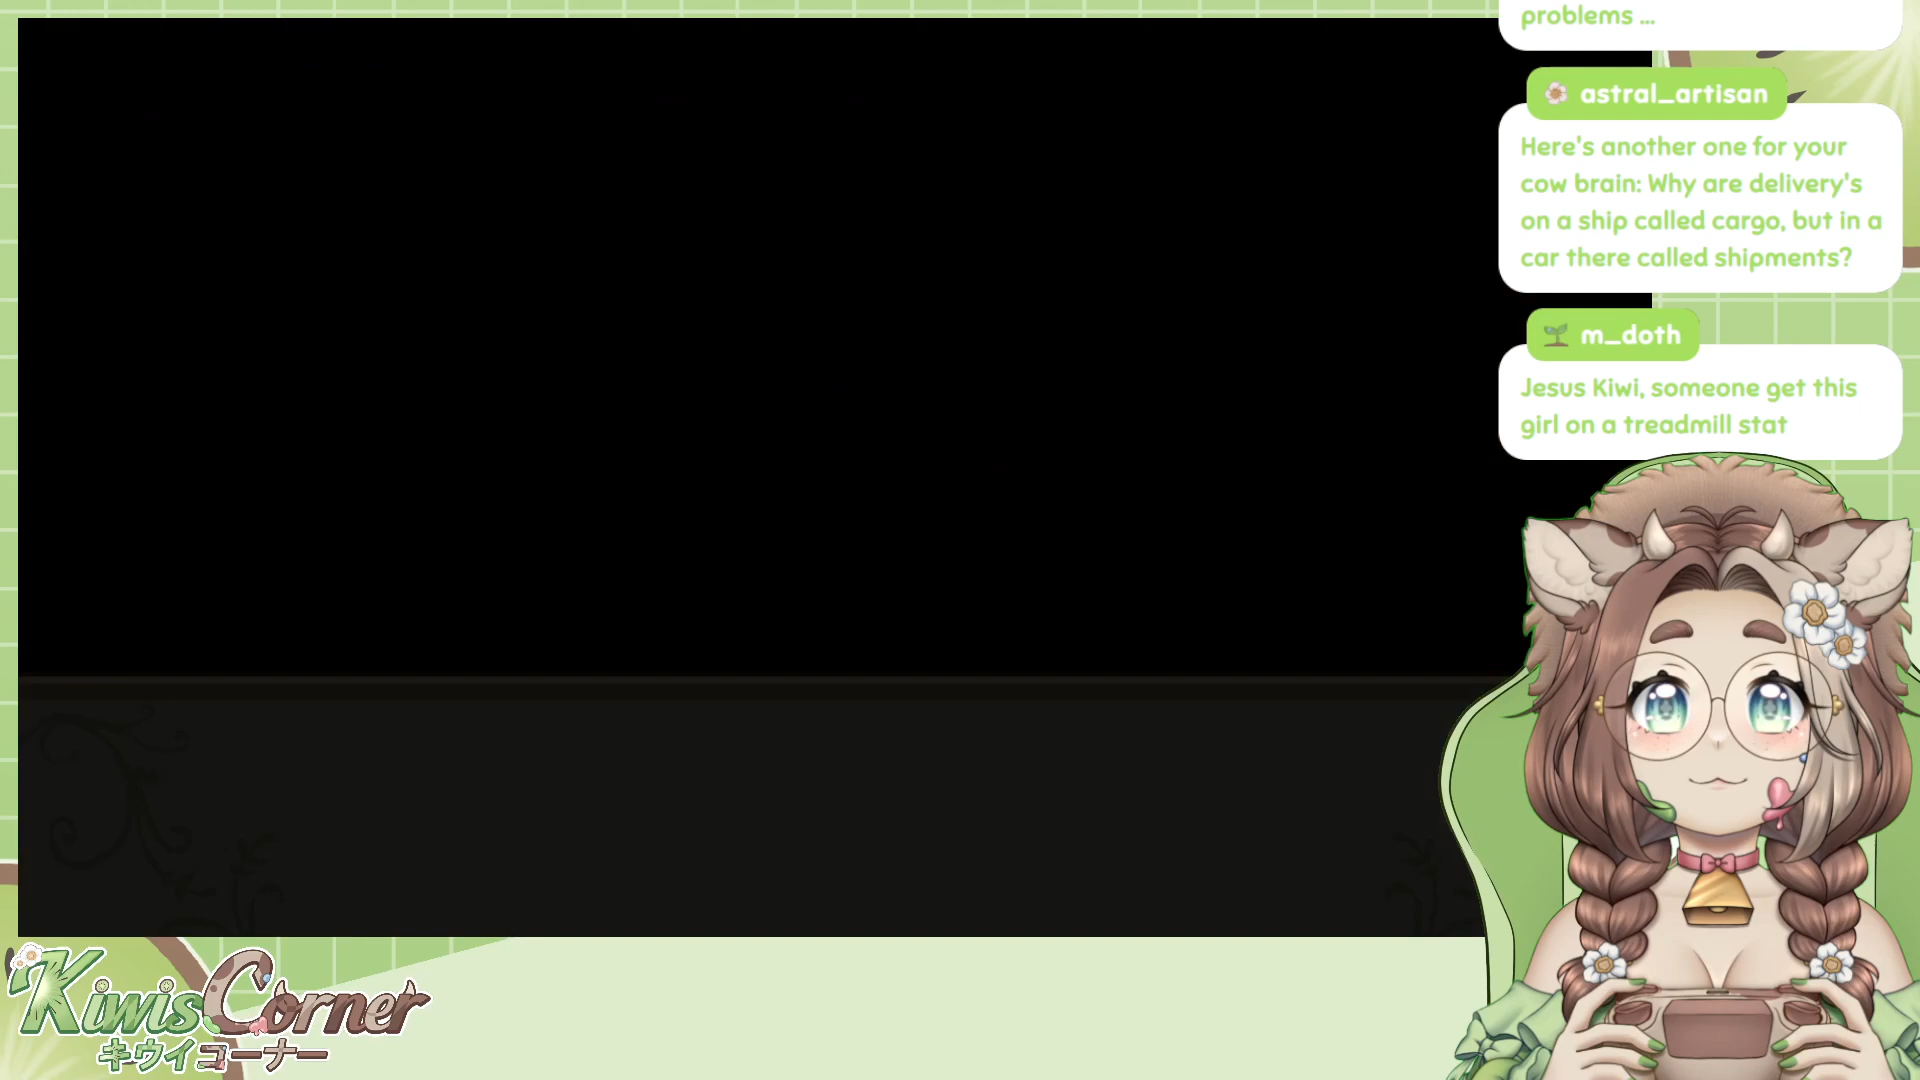 problems ...
astral_artisan
Here's another one for your
cow brain: Why are delivery's
on a ship called cargo, but in a
car there called shipments?
m_doth
Jesus Kiwi, someone get this
girl on a treadmill stat
KiwisCorner
キウイコーナー